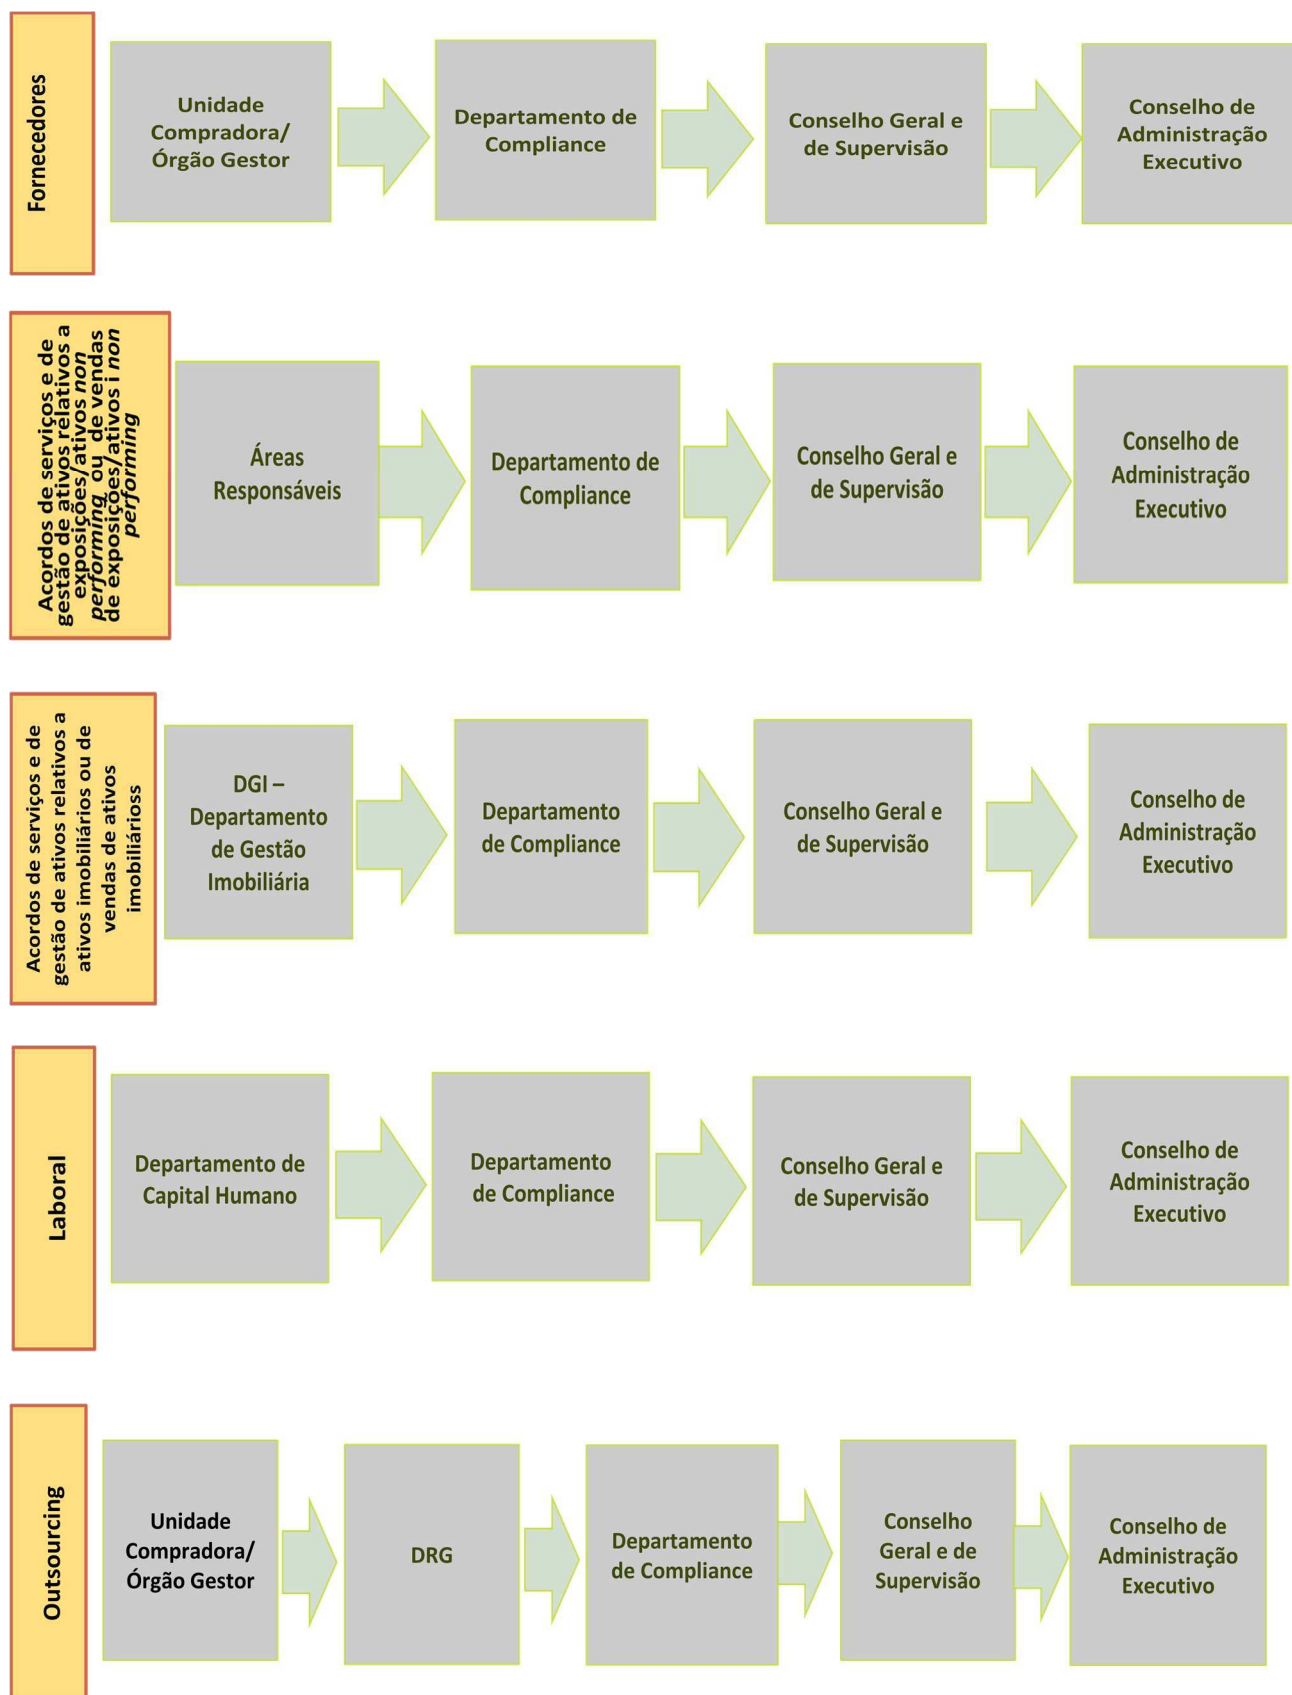 Fornecedores
Unidade
Compradora/
Órgão Gestor
Departamento de
Compliance
Conselho Geral e
de Supervisão
Conselho de
Administração
Executivo
Acordos de serviços e de
gestão de ativos relativos a
exposições/ativos non
performing ou de vendas
de exposições/ativos i non
performing
Áreas
Responsáveis
Departamento de
Compliance
Conselho Geral e
de Supervisão
Conselho de
Administração
Executivo
Acordos de serviços e de
gestão de ativos relativos a
ativos imobiliários ou de
vendas de ativos
imobiliárioss
DGI –
Departamento
de Gestão
Imobiliária
Departamento
de Compliance
Conselho Geral e
de Supervisão
Conselho de
Administração
Executivo
Laboral
Departamento de
Capital Humano
Departamento
de Compliance
Conselho Geral e
de Supervisão
Conselho de
Administração
Executivo
Outsourcing
Unidade
Compradora/
Órgão Gestor
DRG
Departamento
de Compliance
Conselho
Geral e de
Supervisão
Conselho de
Administração
Executivo